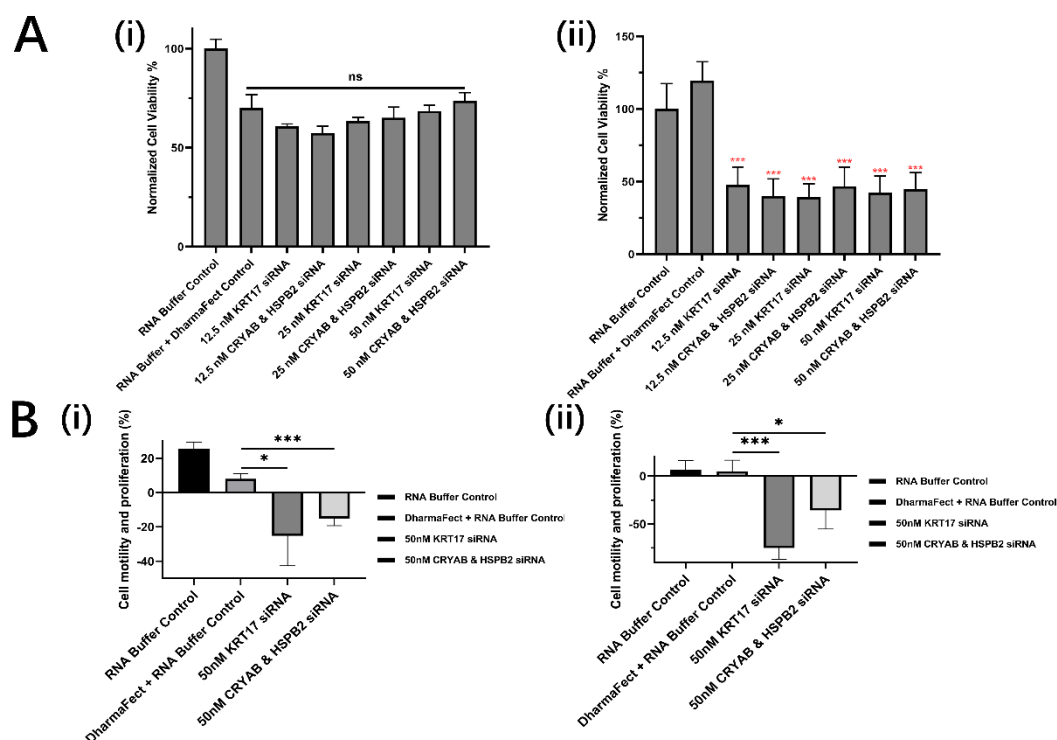 A
(i)
Normalized Cell Viability %
100
50
0
ns
RNA Buffer Control
RNA Buffer + DharmaFect Control
12.5 nM KRT17 siRNA
12.5 nM CRYAB & HSPB2 siRNA
25 nM KRT17 siRNA
25 nM CRYAB & HSPB2 siRNA
50 nM KRT17 siRNA
50 nM CRYAB & HSPB2 siRNA
(ii)
Normalized Cell Viability %
150
100
50
0
***
***
***
***
***
***
RNA Buffer Control
RNA Buffer + DharmaFect Control
12.5 nM KRT17 siRNA
12.5 nM CRYAB & HSPB2 siRNA
25 nM KRT17 siRNA
25 nM CRYAB & HSPB2 siRNA
50 nM KRT17 siRNA
50 nM CRYAB & HSPB2 siRNA
B
(i)
Cell motility and proliferation (%)
20
0
-20
-40
***
*
RNA Buffer Control
DharmaFect + RNA Buffer Control
50nM KRT17 siRNA
50nM CRYAB & HSPB2 siRNA
RNA Buffer Control
DharmaFect + RNA Buffer Control
50nM KRT17 siRNA
50nM CRYAB & HSPB2 siRNA
(ii)
Cell motility and proliferation (%)
0
-50
*
***
RNA Buffer Control
DharmaFect + RNA Buffer Control
50nM KRT17 siRNA
50nM CRYAB & HSPB2 siRNA
RNA Buffer Control
DharmaFect + RNA Buffer Control
50nM KRT17 siRNA
50nM CRYAB & HSPB2 siRNA